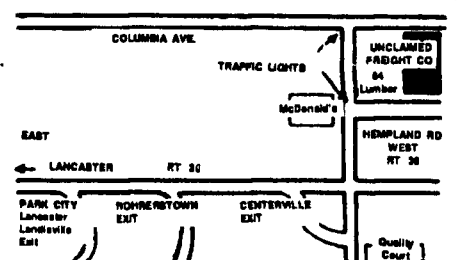 COLUMBIA AVE.
UNCLAIMED
FREIGHT CO
TRAFFIC LIGHTS
84
Lumber
McDonald's
EAST
HEMPLAND RD
WEST
RT 30
LANCASTER RT 30
PARK CITY
Lancaster
Landisville
Exit
ROHRERSTOWN
EXIT
CENTERVILLE
EXIT
Quality
Court